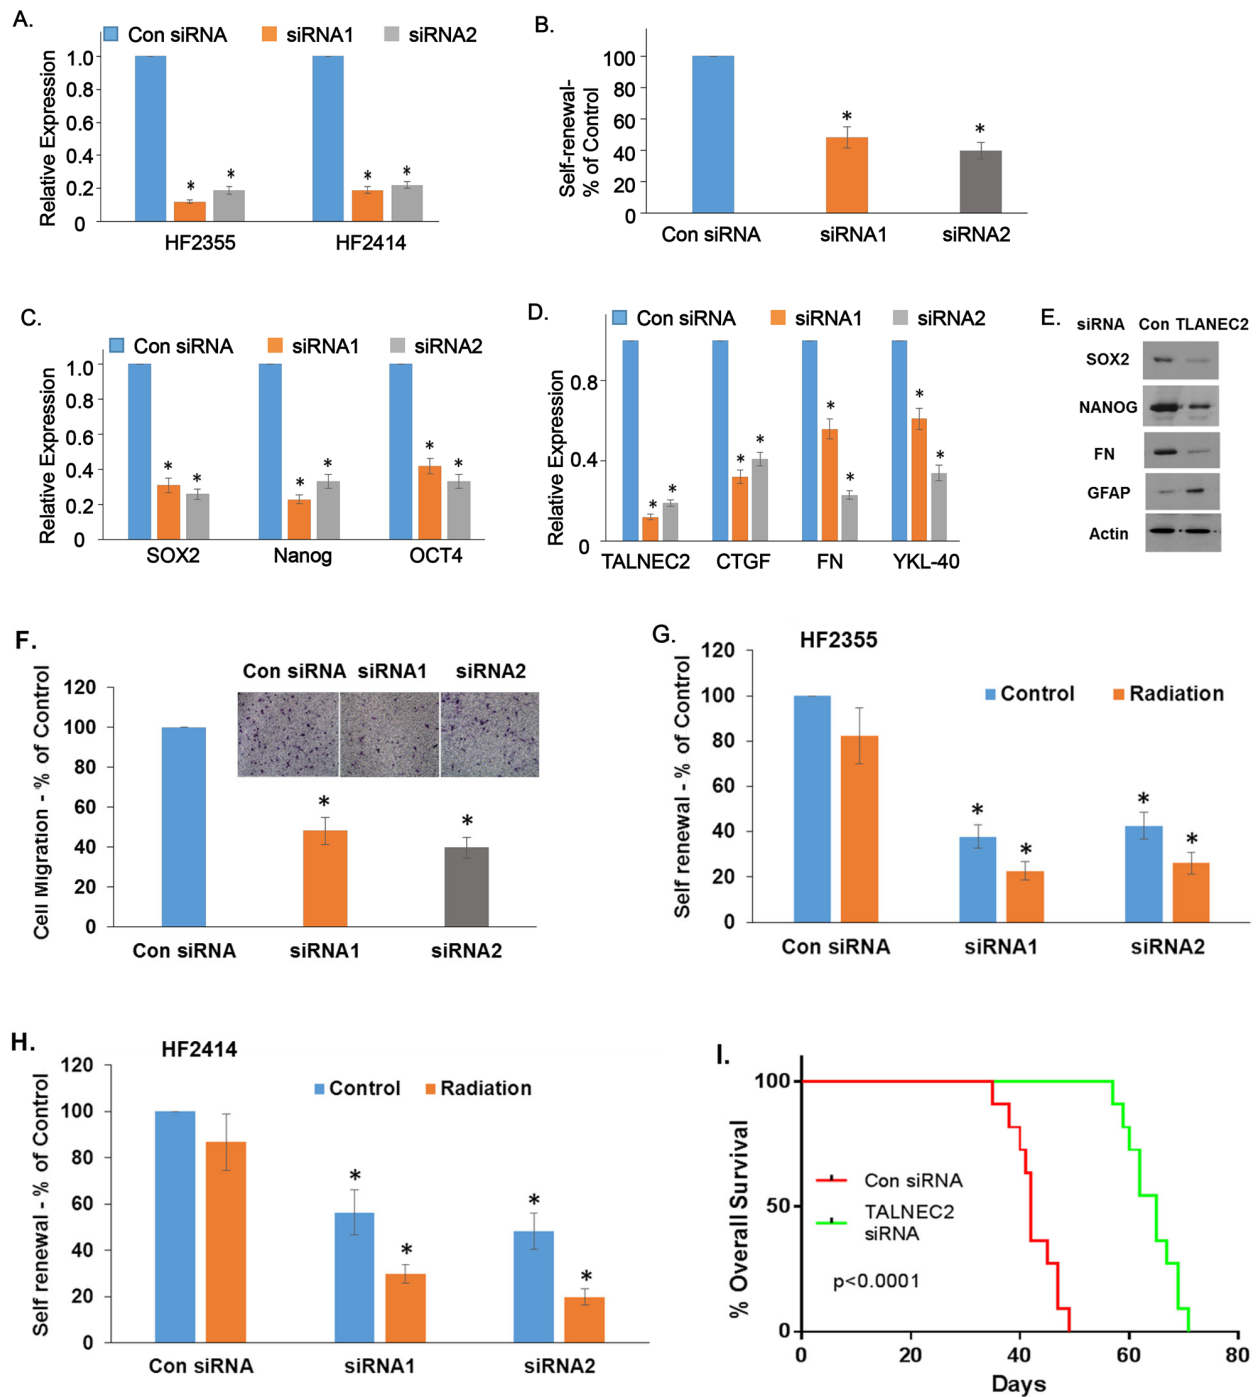 A.
Con siRNA siRNA1 siRNA2
Relative Expression
1.0
0.8
0.6
0.4
0.2
0
* * * *
HF2355 HF2414
B.
Self-renewal-
% of Control
100
80
60
40
20
0
* *
Con siRNA siRNA1 siRNA2
C.
Con siRNA siRNA1 siRNA2
Relative Expression
1.0
0.8
0.6
0.4
0.2
0
* * * * * *
SOX2 Nanog OCT4
D.
Con siRNA siRNA1 siRNA2
Relative Expression
0.8
0.4
0
* * * * * * * *
TALNEC2 CTGF FN YKL-40
E.
siRNA Con TLANEC2
SOX2
NANOG
FN
GFAP
Actin
F.
Con siRNA siRNA1 siRNA2
Cell Migration - % of Control
120
100
80
60
40
20
0
* *
Con siRNA siRNA1 siRNA2
G.
HF2355
Control Radiation
Self renewal - % of Control
120
100
80
60
40
20
0
* * * *
Con siRNA siRNA1 siRNA2
H.
HF2414
Control Radiation
Self renewal - % of Control
120
100
80
60
40
20
0
* * * *
Con siRNA siRNA1 siRNA2
I.
% Overall Survival
100
50
0
Con siRNA
TALNEC2
siRNA
p<0.0001
0 20 40 60 80
Days